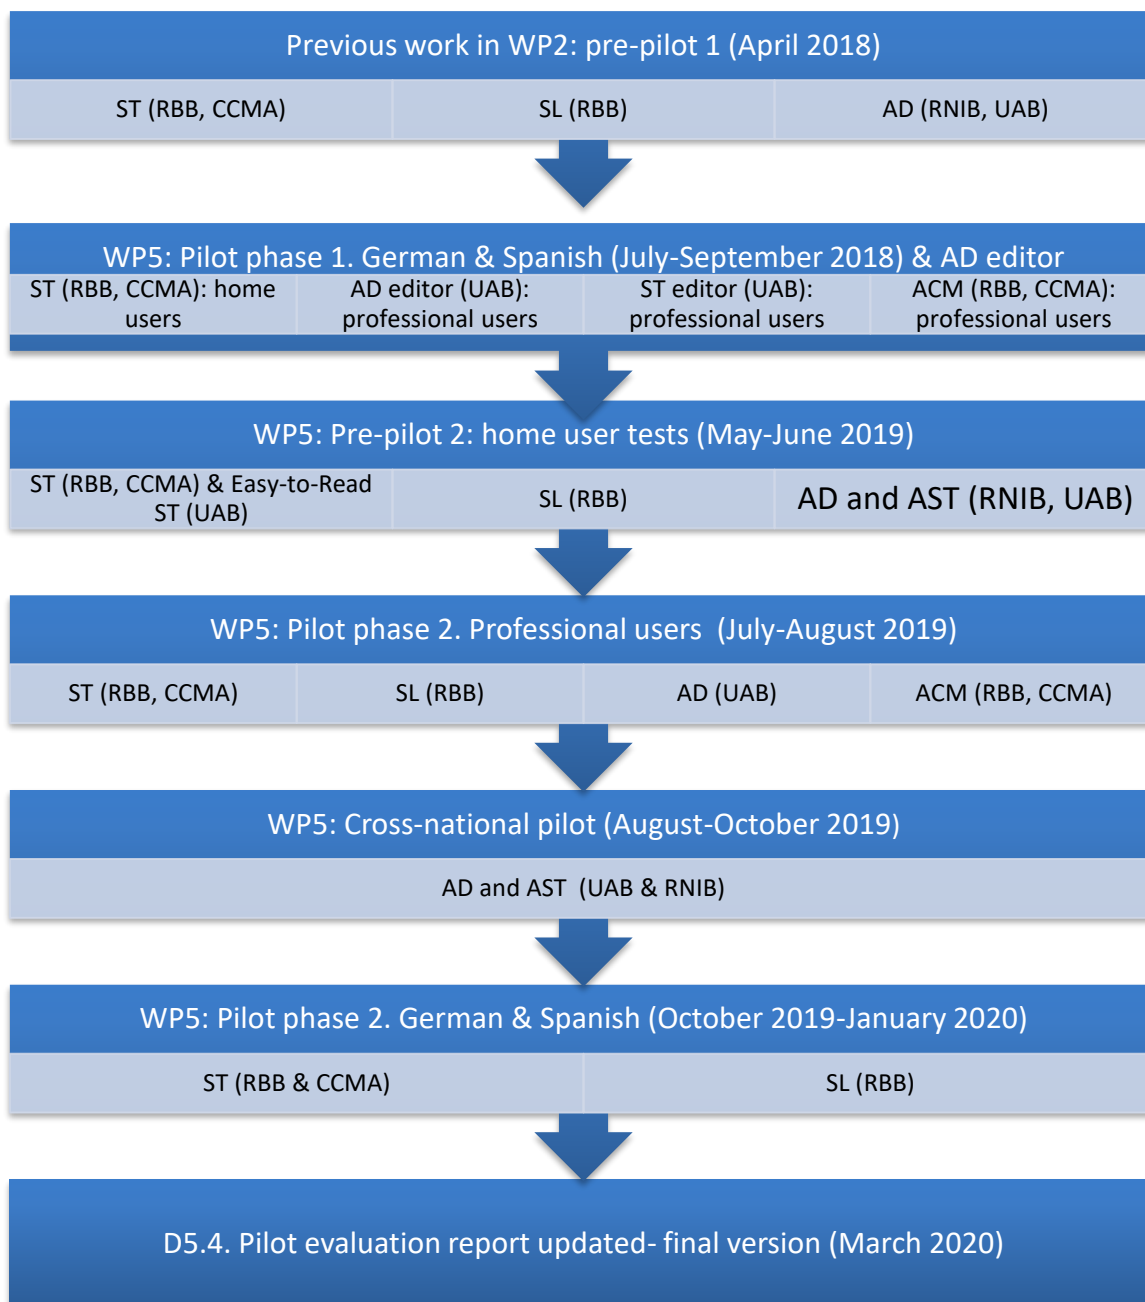 Previous work in WP2: pre-pilot 1 (April 2018)
ST (RBB, CCMA)
SL (RBB)
AD (RNIB, UAB)
WP5: Pilot phase 1. German & Spanish (July-September 2018) & AD editor
ST (RBB, CCMA): home
users
AD editor (UAB):
professional users
ST editor (UAB):
professional users
ACM (RBB, CCMA):
professional users
WP5: Pre-pilot 2: home user tests (May-June 2019)
ST (RBB, CCMA) & Easy-to-Read
ST (UAB)
SL (RBB)
AD and AST (RNIB, UAB)
WP5: Pilot phase 2. Professional users (July-August 2019)
ST (RBB, CCMA)
SL (RBB)
AD (UAB)
ACM (RBB, CCMA)
WP5: Cross-national pilot (August-October 2019)
AD and AST (UAB & RNIB)
WP5: Pilot phase 2. German & Spanish (October 2019-January 2020)
ST (RBB & CCMA)
SL (RBB)
D5.4. Pilot evaluation report updated- final version (March 2020)